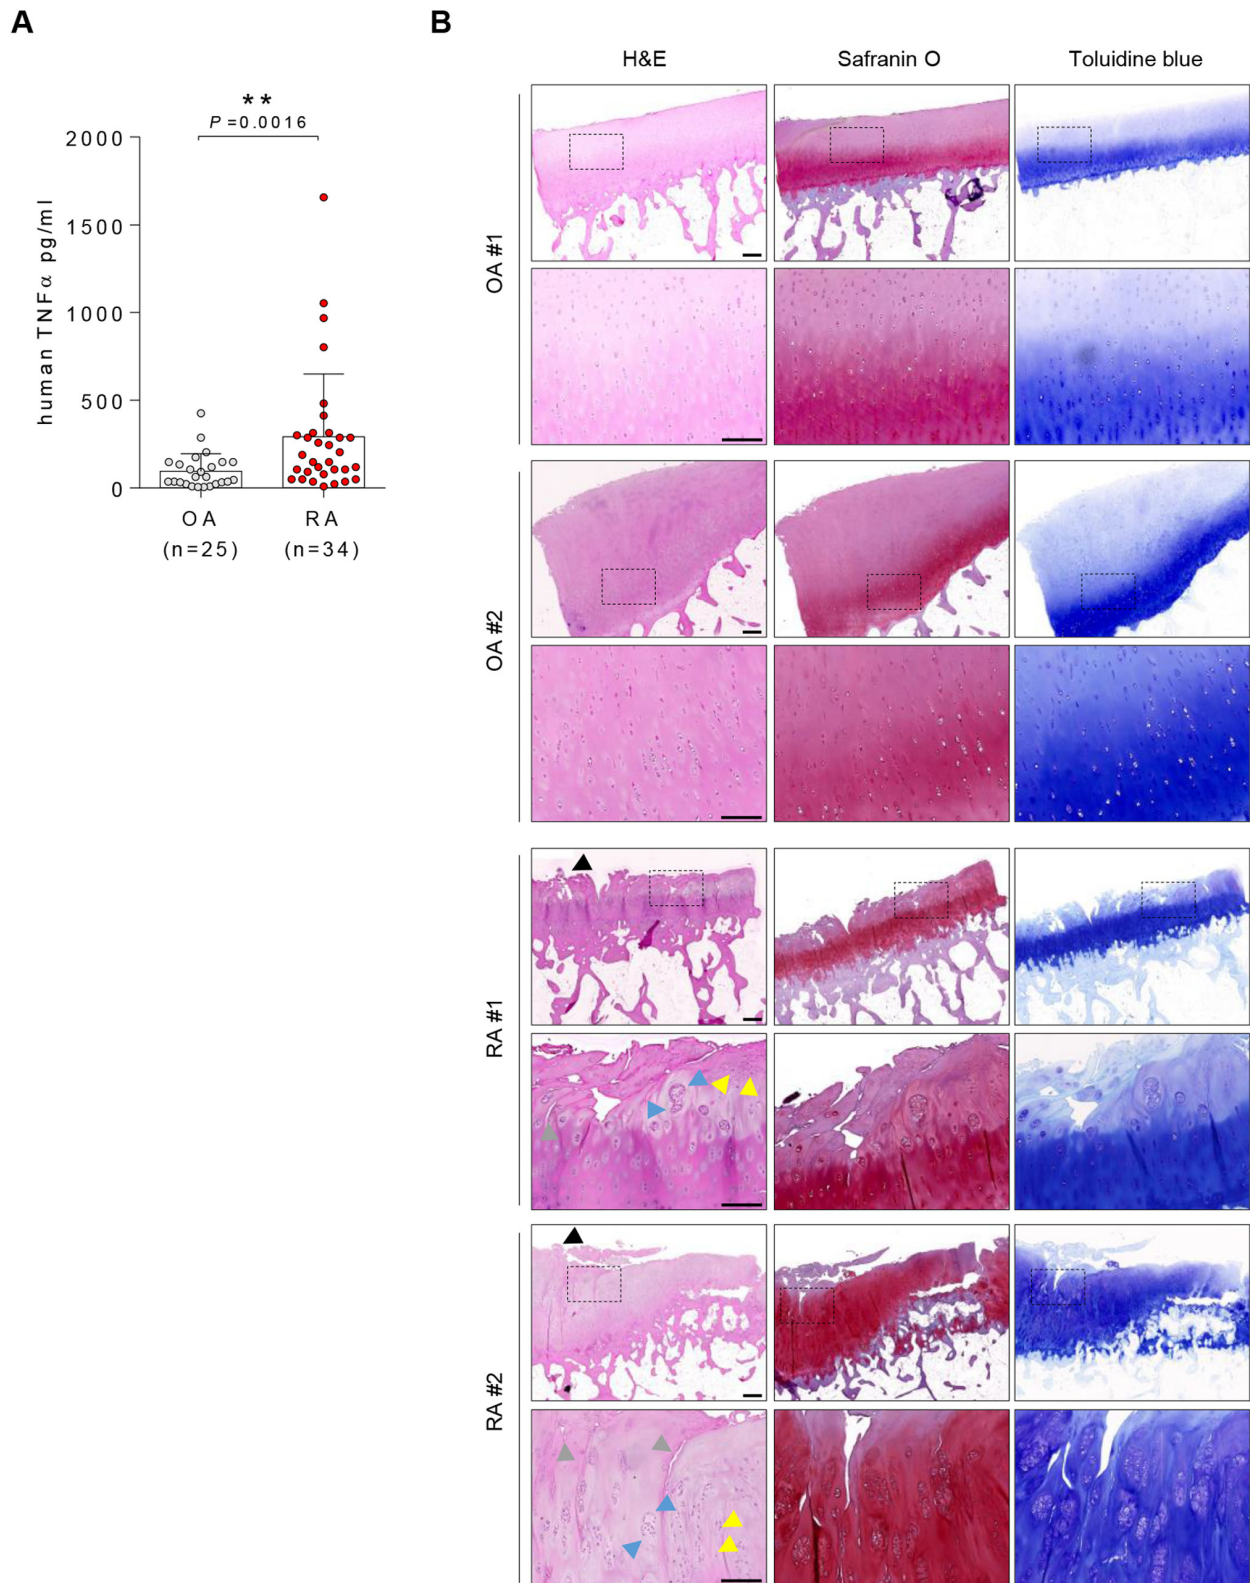 A
B
H&E
Safranin O
Toluidine blue
**
P=0.0016
2000
1500
1000
500
0
human TNFα pg/ml
OA
RA
(n=25)
(n=34)
OA #1
OA #2
RA #1
RA #2